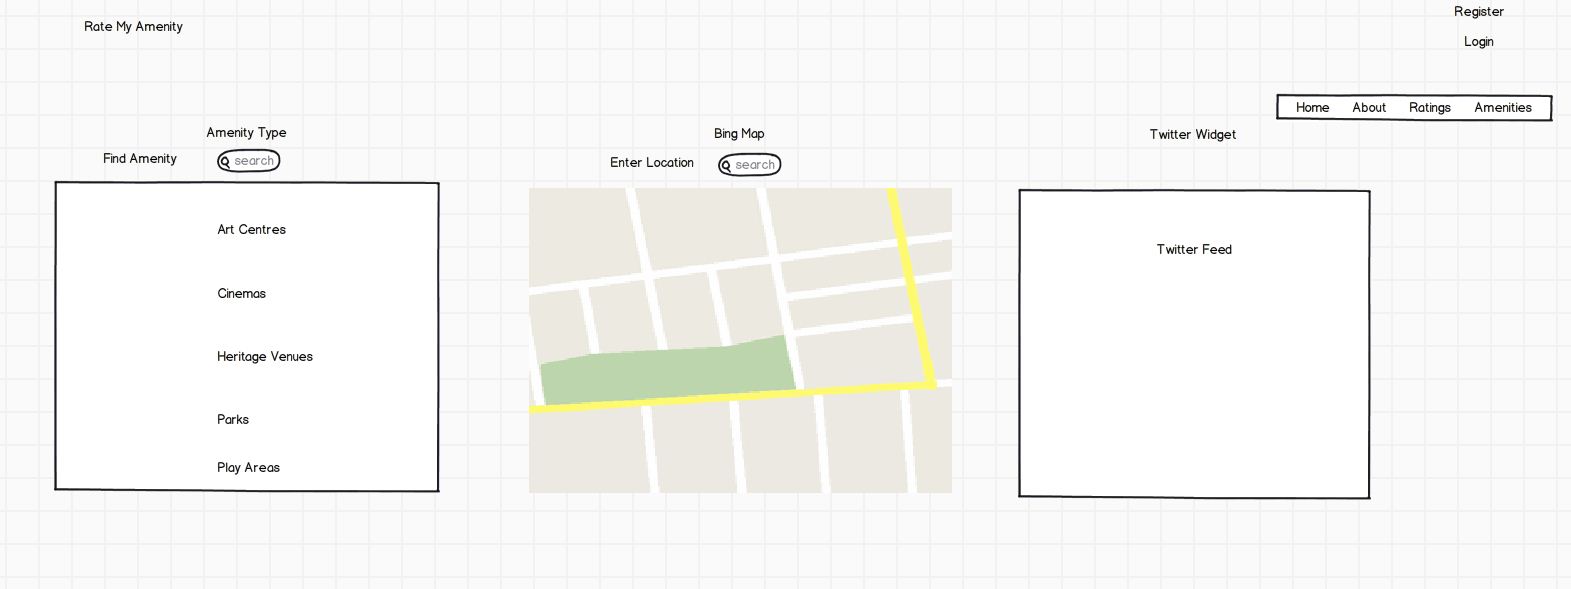 Rate My Amenity
Register
Login
Home About Ratings Amenities
Amenity Type
Find Amenity search
Art Centres
Cinemas
Heritage Venues
Parks
Play Areas
Bing Map
Enter Location search
Twitter Widget
Twitter Feed